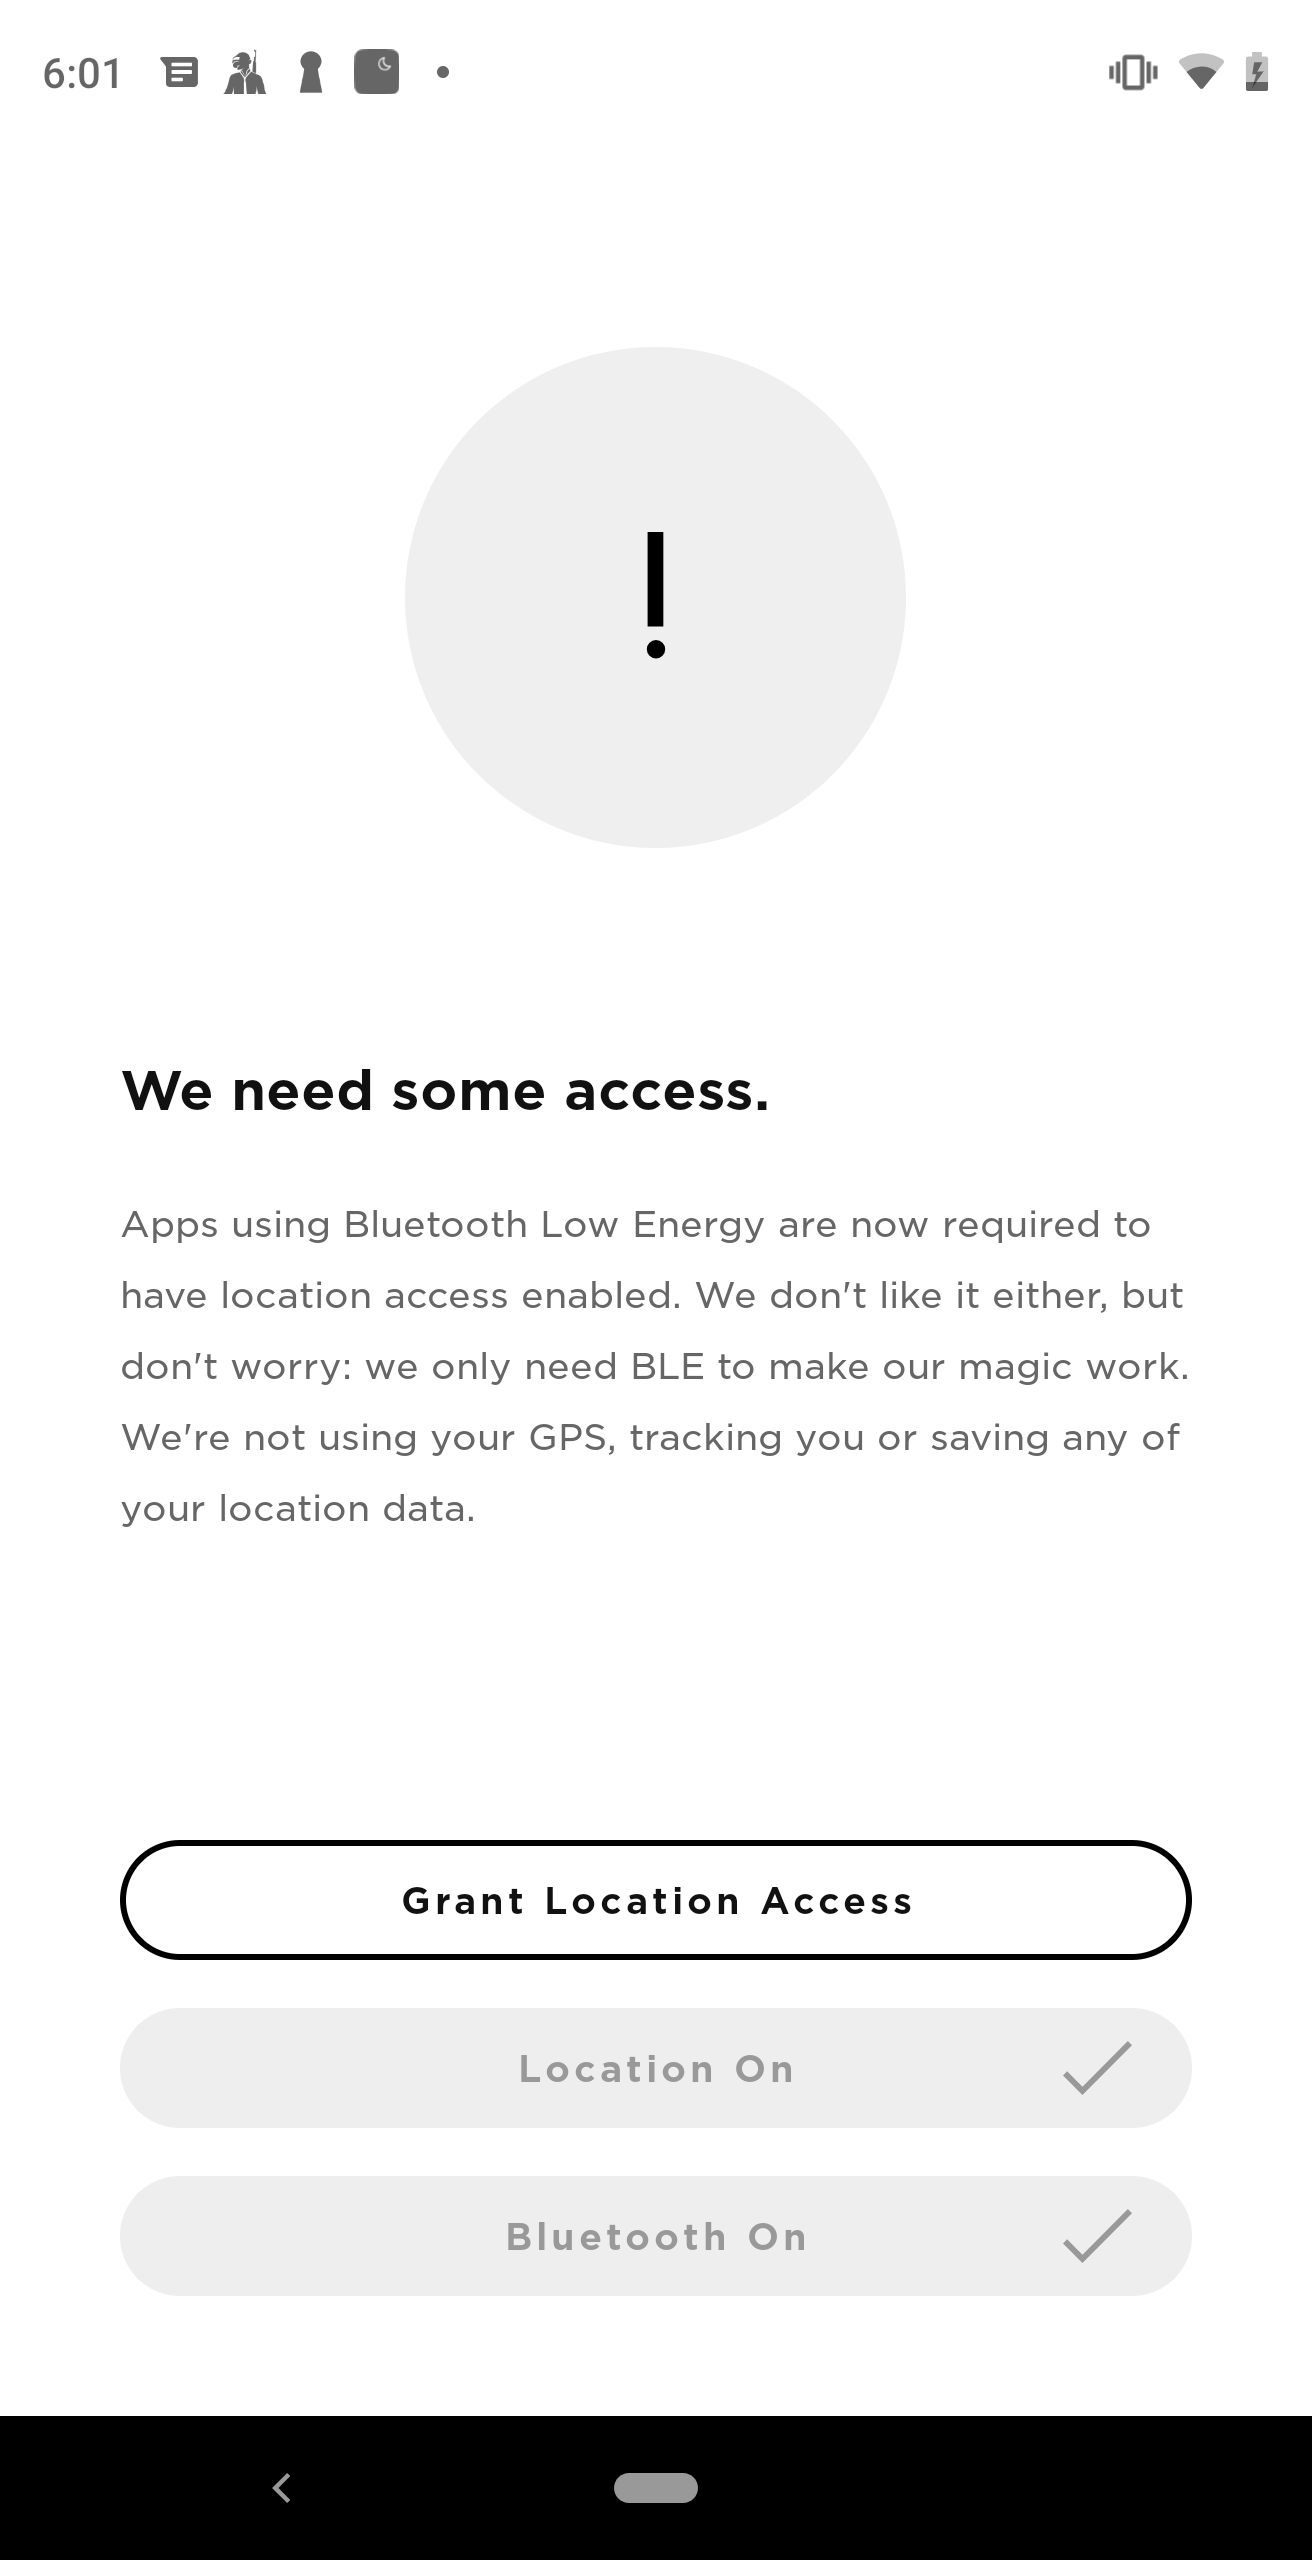 6:01
We need some access.
Apps using Bluetooth Low Energy are now required to
have location access enabled. We don't like it either, but
don't worry: we only need BLE to make our magic work.
We're not using your GPS, tracking you or saving any of
your location data.
Grant Location Access
Location On
Bluetooth On